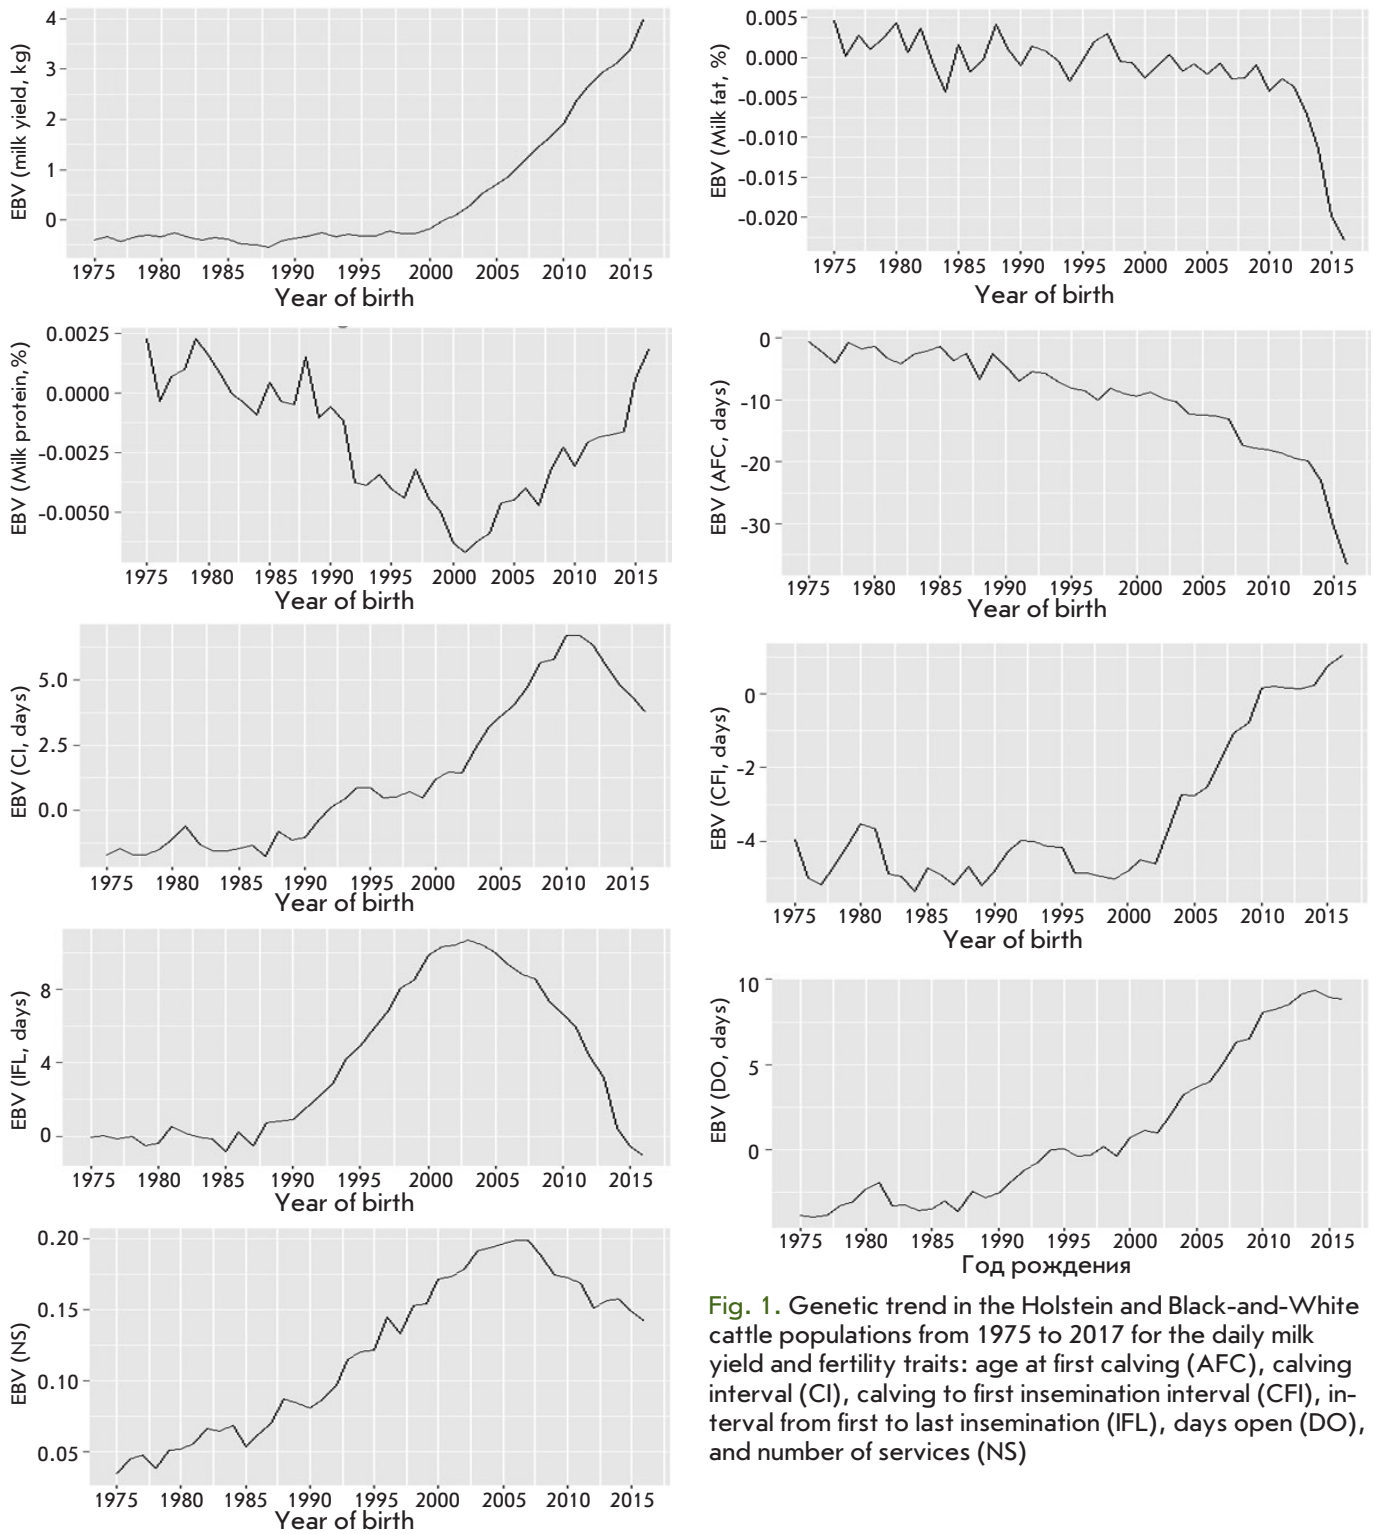 EBV (milk yield, kg)
4
3
2
1
0
1975 1980 1985 1990 1995 2000 2005 2010 2015
Year of birth
EBV (Milk fat, %)
0.005
0.000
-0.005
-0.010
-0.015
-0.020
1975 1980 1985 1990 1995 2000 2005 2010 2015
Year of birth
EBV (Milk protein,%)
0.0025
0.0000
-0.0025
-0.0050
1975 1980 1985 1990 1995 2000 2005 2010 2015
Year of birth
EBV (AFC, days)
0
-10
-20
-30
1975 1980 1985 1990 1995 2000 2005 2010 2015
Year of birth
EBV (CI, days)
5.0
2.5
0.0
1975 1980 1985 1990 1995 2000 2005 2010 2015
Year of birth
EBV (CFI, days)
0
-2
-4
1975 1980 1985 1990 1995 2000 2005 2010 2015
Year of birth
EBV (IFL, days)
8
4
0
1975 1980 1985 1990 1995 2000 2005 2010 2015
Year of birth
EBV (DO, days)
10
5
0
1975 1980 1985 1990 1995 2000 2005 2010 2015
Год рождения
EBV (NS)
0.20
0.15
0.10
0.05
1975 1980 1985 1990 1995 2000 2005 2010 2015
Year of birth
Fig. 1. Genetic trend in the Holstein and Black-and-White
cattle populations from 1975 to 2017 for the daily milk
yield and fertility traits: age at first calving (AFC), calving
interval (CI), calving to first insemination interval (CFI), in-
terval from first to last insemination (IFL), days open (DO),
and number of services (NS)